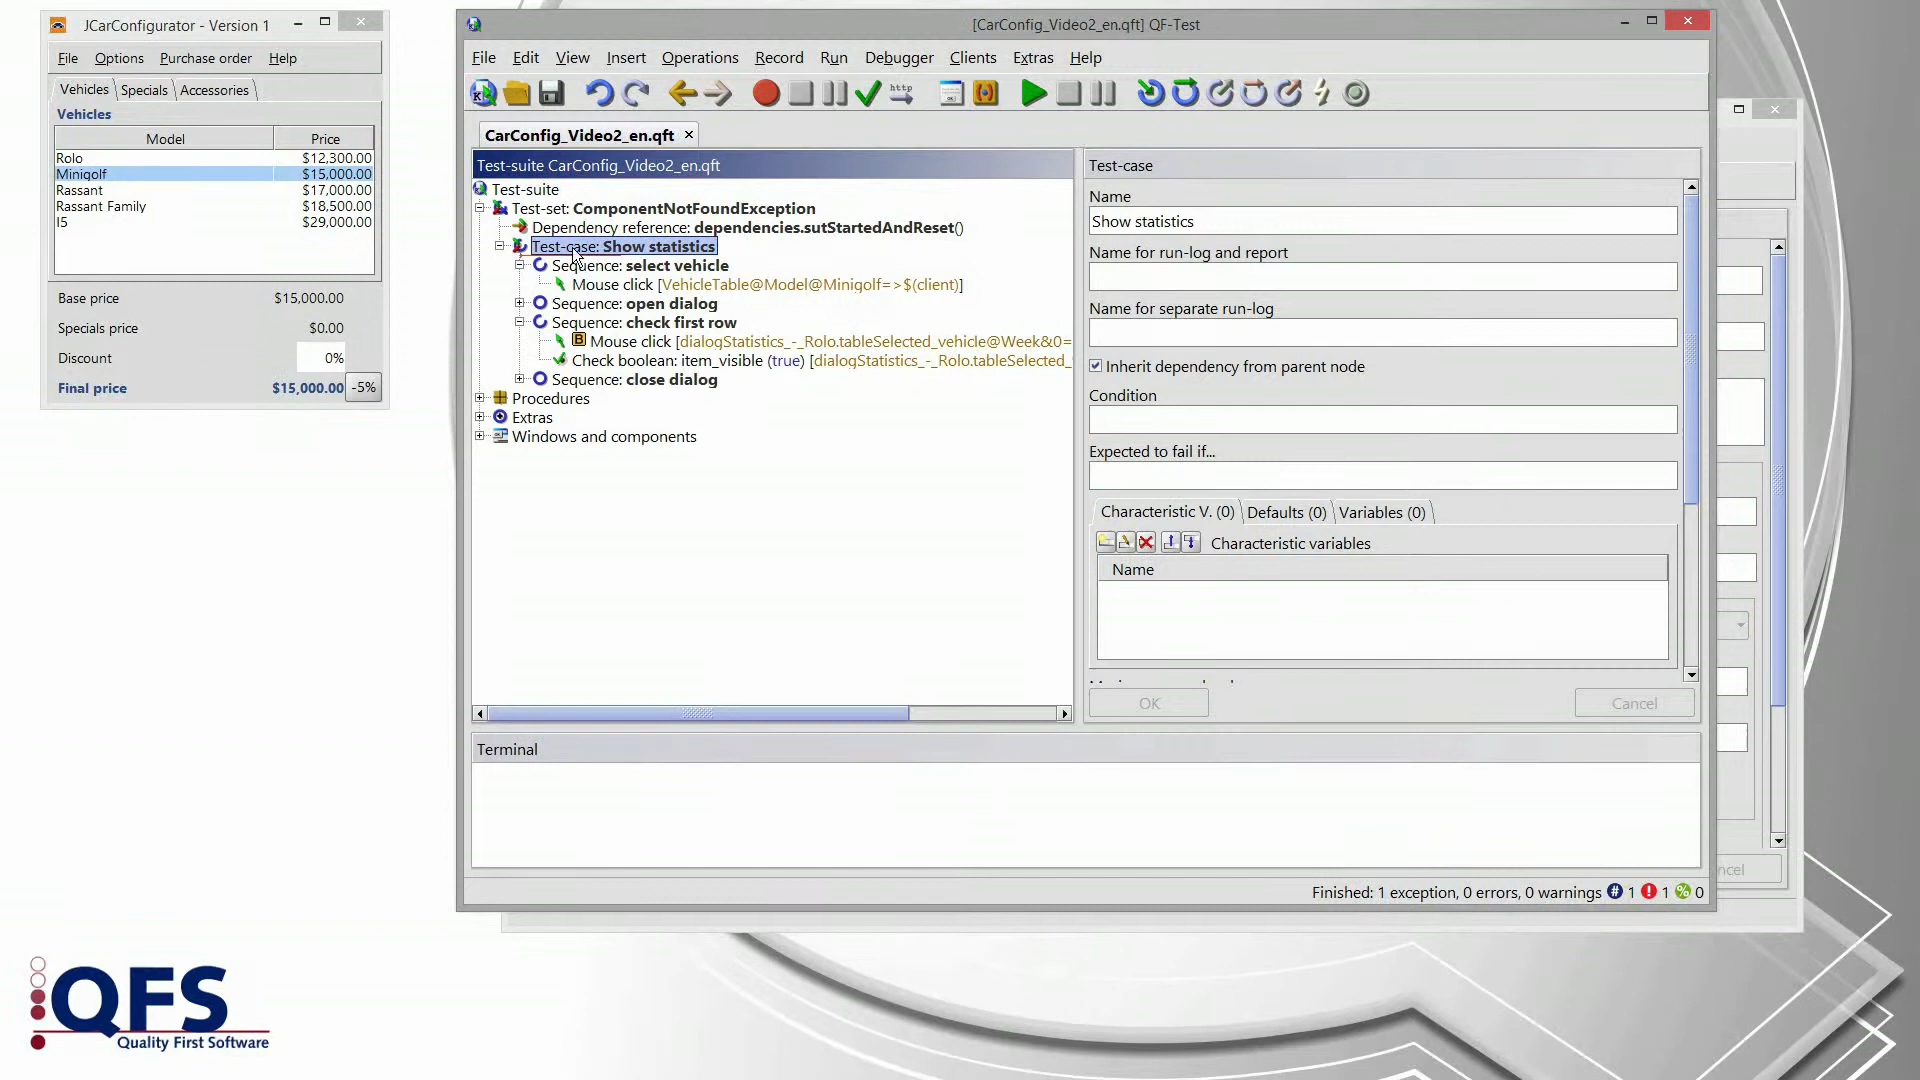 JCarConfigurator - Version 1
File Options Purchase order Help
Vehicles Specials Accessories
Vehicles
Model Price
Rolo $12,300.00
Minigolf $15,000.00
Rassant $17,000.00
Rassant Family $18,500.00
I5 $29,000.00
Base price $15,000.00
Specials price $0.00
Discount 0%
Final price $15,000.00 -5%
[CarConfig_Video2_en.qft] QF-Test
File Edit View Insert Operations Record Run Debugger Clients Extras Help
http
CarConfig_Video2_en.qft
Test-suite CarConfig_Video2_en.qft
Test-suite
Test-set: ComponentNotFoundException
Dependency reference: dependencies.sutStartedAndReset()
Test-case: Show statistics
Sequence: select vehicle
Mouse click [VehicleTable@Model@Minigolf=>$(client)]
Sequence: open dialog
Sequence: check first row
B Mouse click [dialogStatistics_-_Rolo.tableSelected_vehicle@Week&0=
Check boolean: item_visible (true) [dialogStatistics_-_Rolo.tableSelected_
Sequence: close dialog
Procedures
Extras
Windows and components
Test-case
Name
Show statistics
Name for run-log and report
Name for separate run-log
Inherit dependency from parent node
Condition
Expected to fail if...
Characteristic V. (0) Defaults (0) Variables (0)
Characteristic variables
Name
OK Cancel
Terminal
Finished: 1 exception, 0 errors, 0 warnings # 1 ! 1 % 0
QFS
Quality First Software